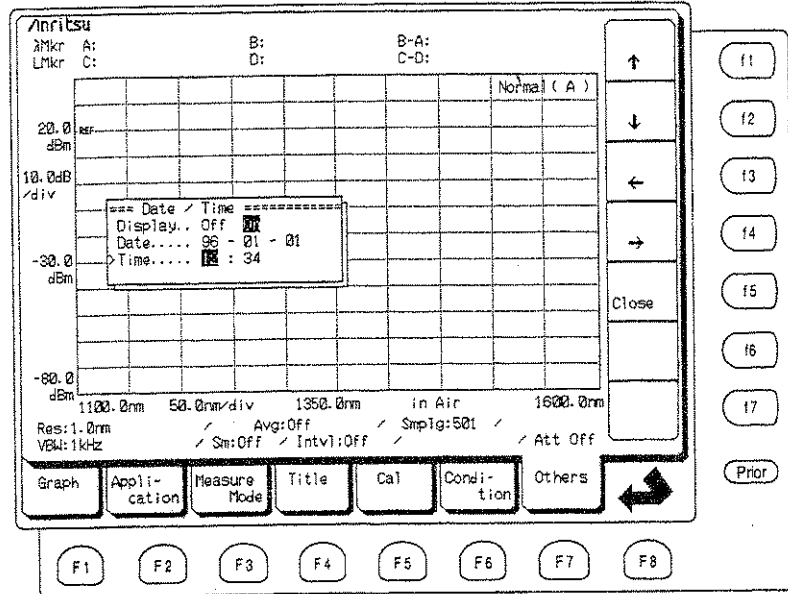 Anritsu
λMkr A: B: B-A:
LMkr C: D: C-D:
Normal ( A )
20.0 REF
dBm
10.0dB
/div
=== Date / Time ============
Display.. Off
Date..... 96 - 01 - 01
>Time..... : 34
-30.0
dBm
-80.0
dBm
1100.0nm 50.0nm/div 1350.0nm in Air 1600.0nm
Res:1.0nm / Avg:Off / Smplg:501 /
VBW:1kHz / Sm:Off / Intvl:Off / / Att Off
↑
↓
←
→
Close
f1
f2
f3
f4
f5
f6
f7
Prior
Graph
Appli-
cation
Measure
Mode
Title
Cal
Condi-
tion
Others
F1 F2 F3 F4 F5 F6 F7 F8